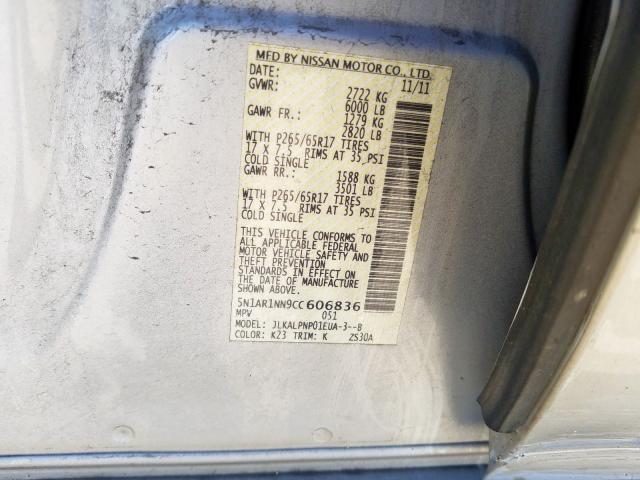 MFD BY NISSAN MOTOR CO., LTD.
DATE: 11/11
GVWR: 2722 KG
6000 LB
GAWR FR.: 1279 KG
2820 LB
WITH P265/65R17 TIRES
17 X 7.5 RIMS AT 35 PSI
COLD SINGLE
GAWR RR.: 1588 KG
3501 LB
WITH P265/65R17 TIRES
17 X 7.5 RIMS AT 35 PSI
COLD SINGLE
THIS VEHICLE CONFORMS TO
ALL APPLICABLE FEDERAL
MOTOR VEHICLE SAFETY AND
THEFT PREVENTION
STANDARDS IN EFFECT ON
THE DATE OF MANUFACTURE
SHOWN ABOVE.
5N1AR1NN9CC606836
MPV 051
MODEL: JLKALPNP01EUA-3--B
COLOR: K23 TRIM: K ZS30A